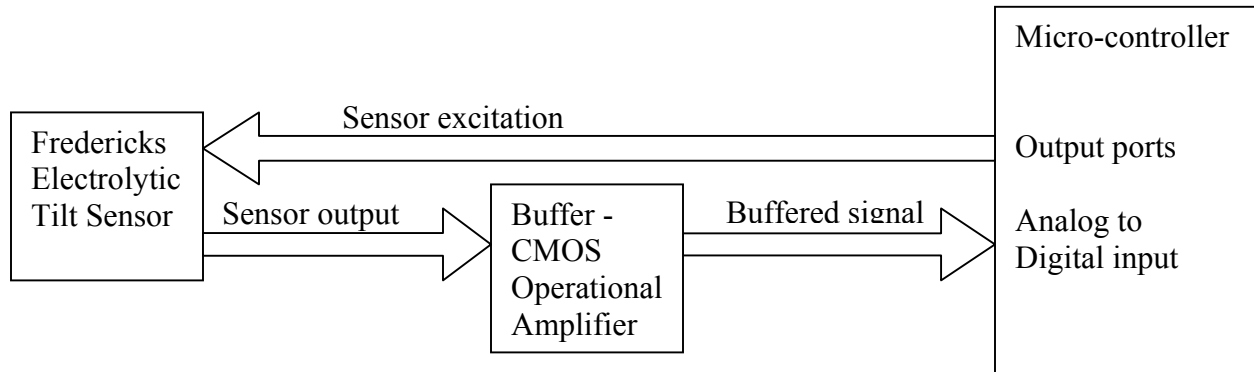 Micro-controller
Sensor excitation
Output ports
Fredericks
Electrolytic
Tilt Sensor
Sensor output
Buffer -
CMOS
Operational
Amplifier
Buffered signal
Analog to
Digital input